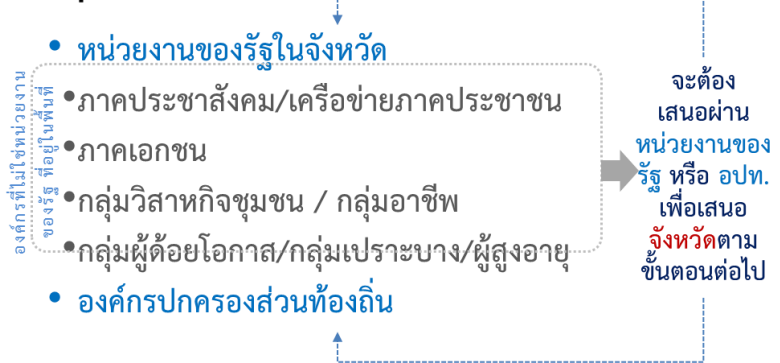 • หน่วยงานของรัฐในจังหวัด
องค์กรที่ไม่ใช่หน่วยงาน
ของรัฐ ที่อยู่ในพื้นที่
•ภาคประชาสังคม/เครือข่ายภาคประชาชน
•ภาคเอกชน
•กลุ่มวิสาหกิจชุมชน / กลุ่มอาชีพ
•กลุ่มผู้ด้อยโอกาส/กลุ่มเปราะบาง/ผู้สูงอายุ
• องค์กรปกครองส่วนท้องถิ่น
จะต้อง
เสนอผ่าน
หน่วยงานของ
รัฐ หรือ อปท.
เพื่อเสนอ
จังหวัดตาม
ขั้นตอนต่อไป